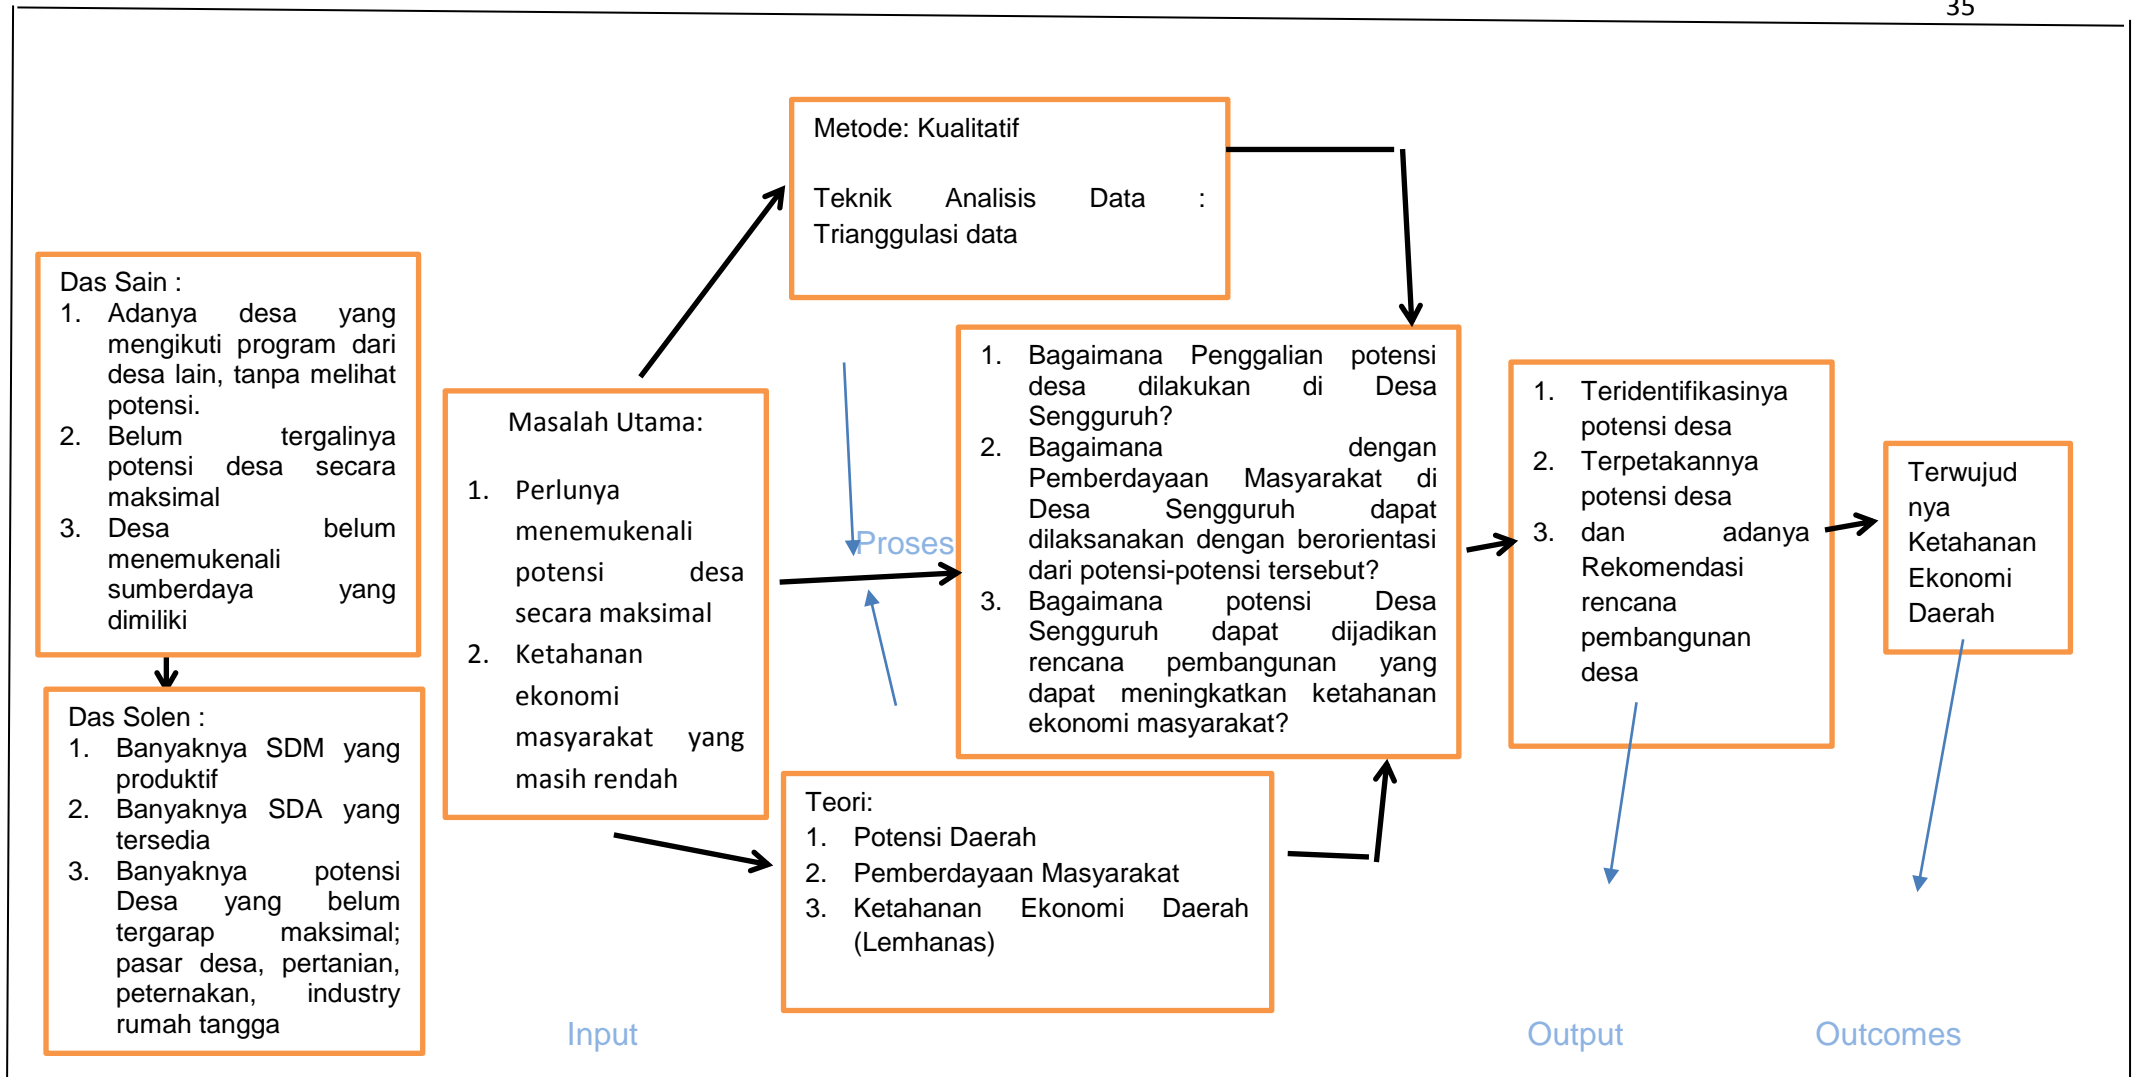 35
Metode: Kualitatif
Teknik Analisis Data :
Trianggulasi data
Das Sain :
1. Adanya desa yang
mengikuti program dari
desa lain, tanpa melihat
potensi.
2. Belum tergalinya
potensi desa secara
maksimal
3. Desa belum
menemukenali
sumberdaya yang
dimiliki
Das Solen :
1. Banyaknya SDM yang
produktif
2. Banyaknya SDA yang
tersedia
3. Banyaknya potensi
Desa yang belum
tergarap maksimal;
pasar desa, pertanian,
peternakan, industry
rumah tangga
Masalah Utama:
1. Perlunya
menemukenali
potensi desa
secara maksimal
2. Ketahanan
ekonomi
masyarakat yang
masih rendah
Proses
1. Bagaimana Penggalian potensi
desa dilakukan di Desa
Sengguruh?
2. Bagaimana dengan
Pemberdayaan Masyarakat di
Desa Sengguruh dapat
dilaksanakan dengan berorientasi
dari potensi-potensi tersebut?
3. Bagaimana potensi Desa
Sengguruh dapat dijadikan
rencana pembangunan yang
dapat meningkatkan ketahanan
ekonomi masyarakat?
Teori:
1. Potensi Daerah
2. Pemberdayaan Masyarakat
3. Ketahanan Ekonomi Daerah
(Lemhanas)
1. Teridentifikasinya
potensi desa
2. Terpetakannya
potensi desa
3. dan adanya
Rekomendasi
rencana
pembangunan
desa
Terwujud
nya
Ketahanan
Ekonomi
Daerah
Input
Output
Outcomes